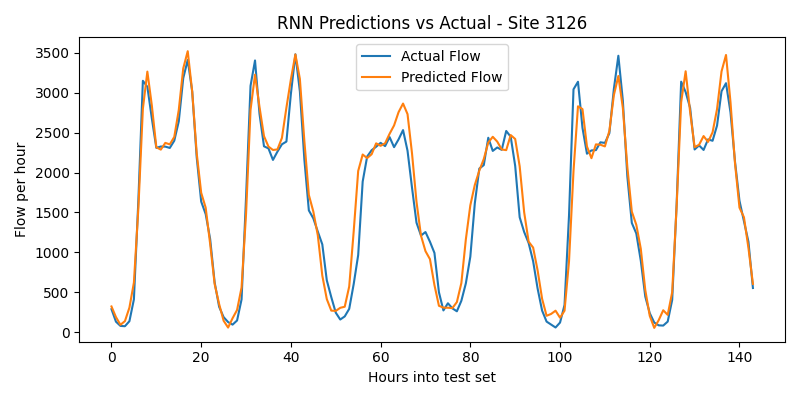 RNN Predictions vs Actual - Site 3126
Actual Flow
Predicted Flow
Flow per hour
3500
3000
2500
2000
1500
1000
500
0
0 20 40 60 80 100 120 140
Hours into test set